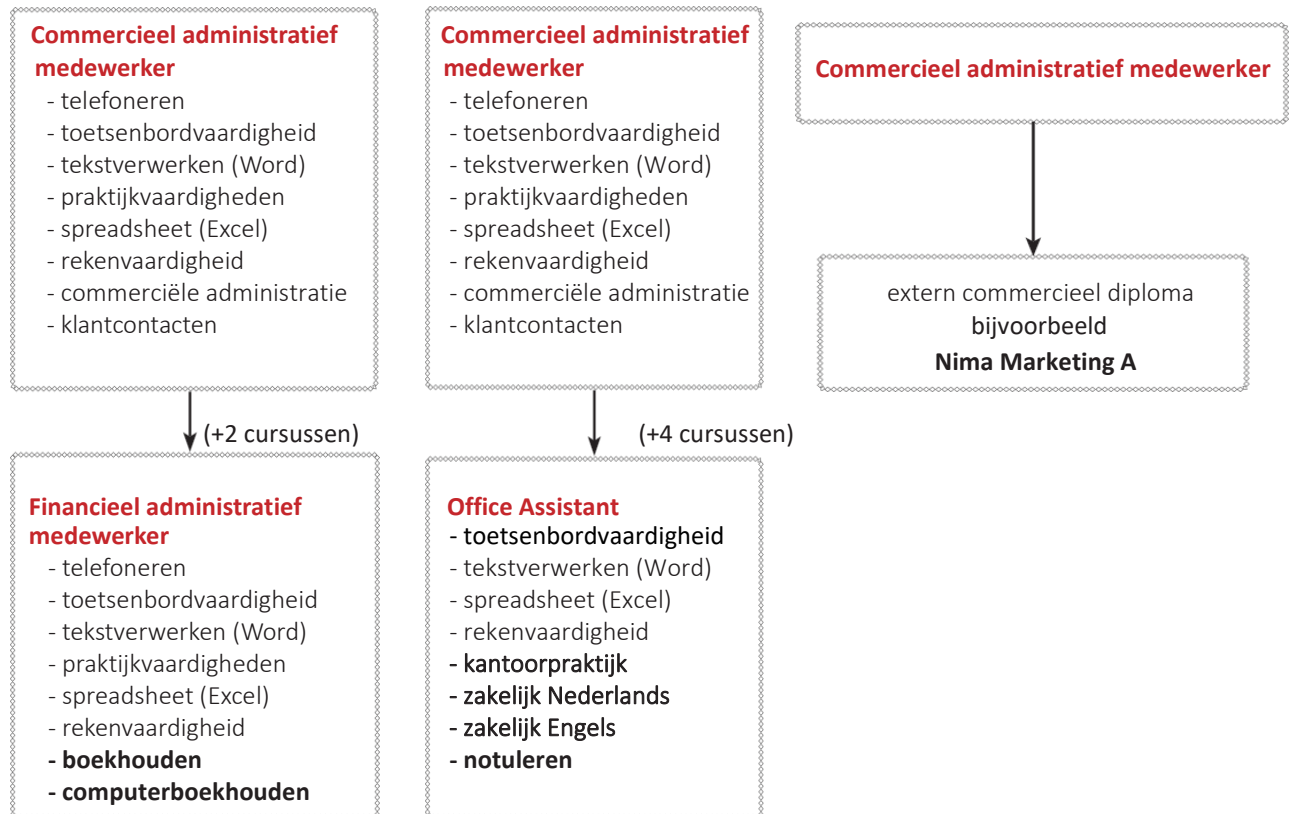 Commercieel administratief
medewerker
- telefoneren
- toetsenbordvaardigheid
- tekstverwerken (Word)
- praktijkvaardigheden
- spreadsheet (Excel)
- rekenvaardigheid
- commerciële administratie
- klantcontacten
(+2 cursussen)
Financieel administratief
medewerker
- telefoneren
- toetsenbordvaardigheid
- tekstverwerken (Word)
- praktijkvaardigheden
- spreadsheet (Excel)
- rekenvaardigheid
- boekhouden
- computerboekhouden
Commercieel administratief
medewerker
- telefoneren
- toetsenbordvaardigheid
- tekstverwerken (Word)
- praktijkvaardigheden
- spreadsheet (Excel)
- rekenvaardigheid
- commerciële administratie
- klantcontacten
(+4 cursussen)
Office Assistant
- toetsenbordvaardigheid
- tekstverwerken (Word)
- spreadsheet (Excel)
- rekenvaardigheid
- kantoorpraktijk
- zakelijk Nederlands
- zakelijk Engels
- notuleren
Commercieel administratief medewerker
extern commercieel diploma
bijvoorbeeld
Nima Marketing A